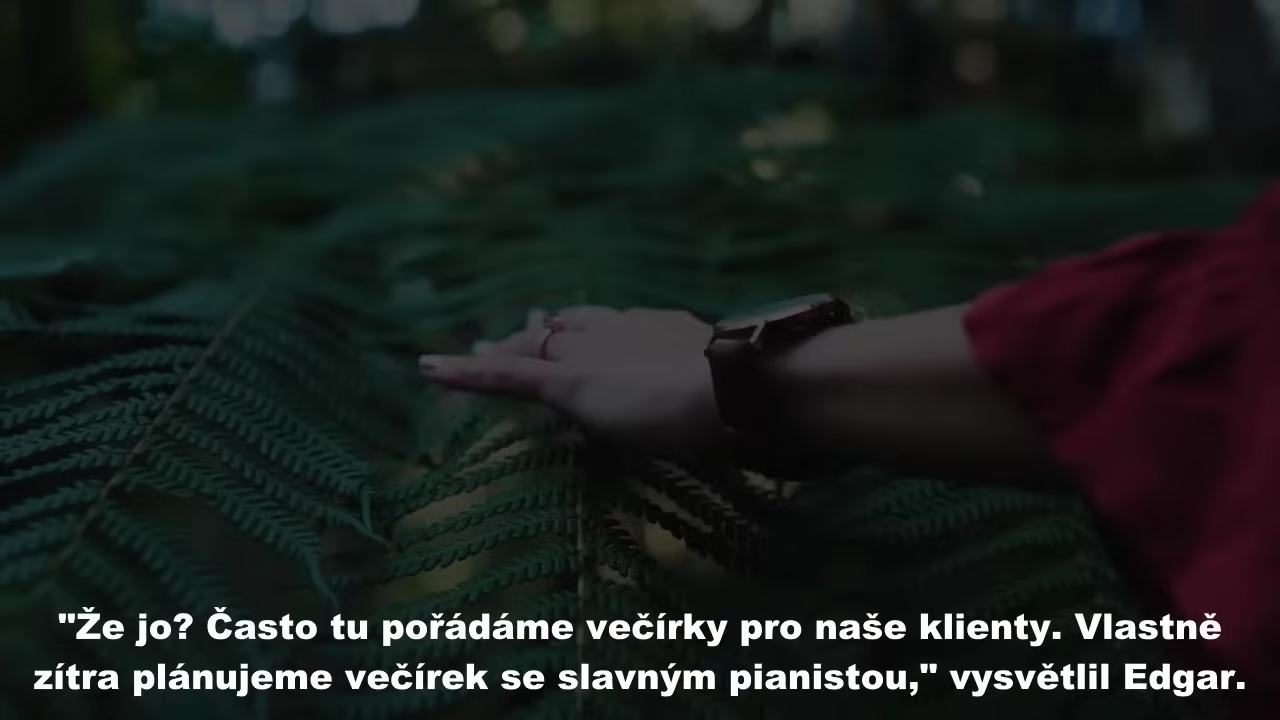 "Že jo? Často tu pořádáme večírky pro naše klienty. Vlastně
zítra plánujeme večírek se slavným pianistou," vysvětlil Edgar.